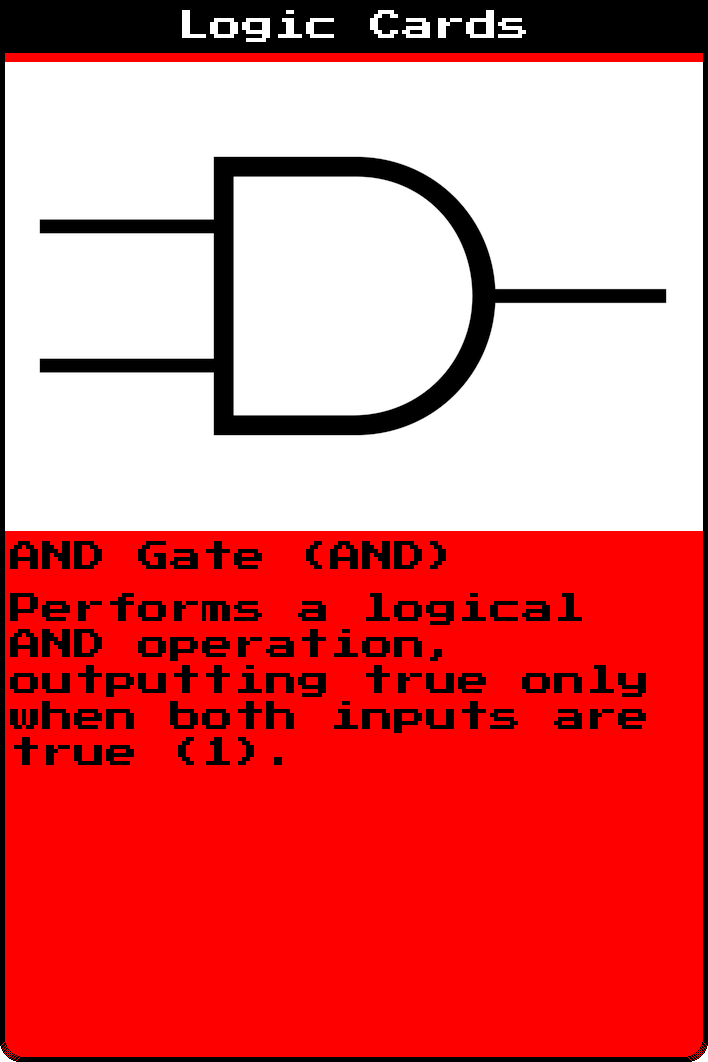 Logic Cards
AND Gate (AND)
Performs a logical
AND operation,
outputting true only
when both inputs are
true (1).